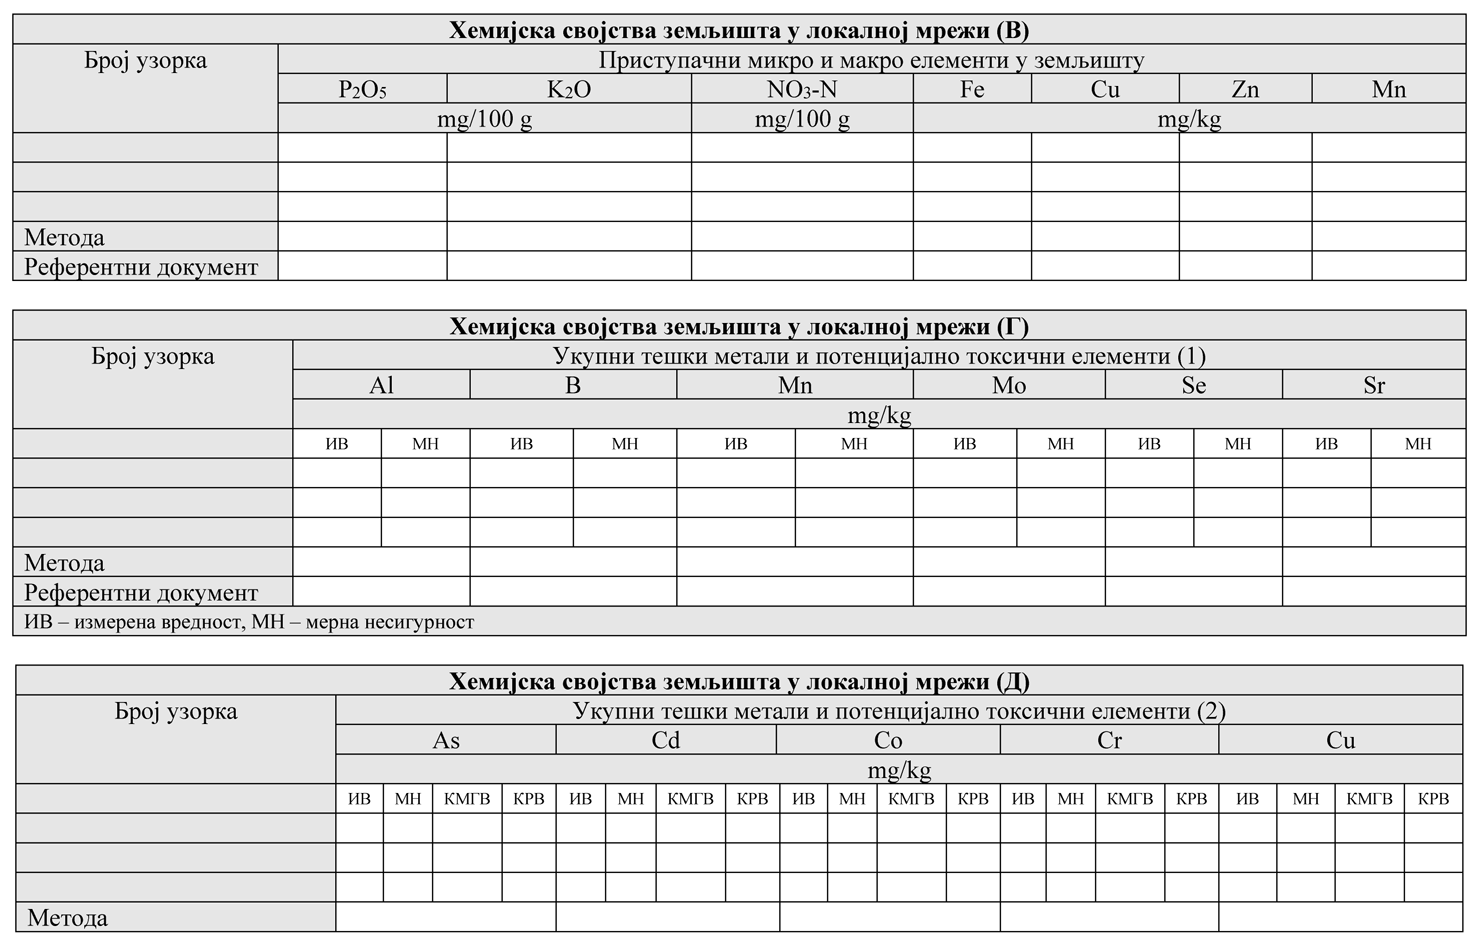 Хемијска својства земљишта у локалној мрежи (В)
Број узорка Приступачни микро и макро елементи у земљишту
P₂O₅ K₂O NO₃-N Fe Cu Zn Mn
mg/100 g mg/100 g mg/kg
Метода
Референтни документ
Хемијска својства земљишта у локалној мрежи (Г)
Број узорка Укупни тешки метали и потенцијално токсични елементи (1)
Al B Mn Mo Se Sr
mg/kg
ИВ МН ИВ МН ИВ МН ИВ МН ИВ МН ИВ МН
Метода
Референтни документ
ИВ – измерена вредност, МН – мерна несигурност
Хемијска својства земљишта у локалној мрежи (Д)
Број узорка Укупни тешки метали и потенцијално токсични елементи (2)
As Cd Co Cr Cu
mg/kg
ИВ МН КМГВ КРВ ИВ МН КМГВ КРВ ИВ МН КМГВ КРВ ИВ МН КМГВ КРВ ИВ МН КМГВ КРВ
Метода